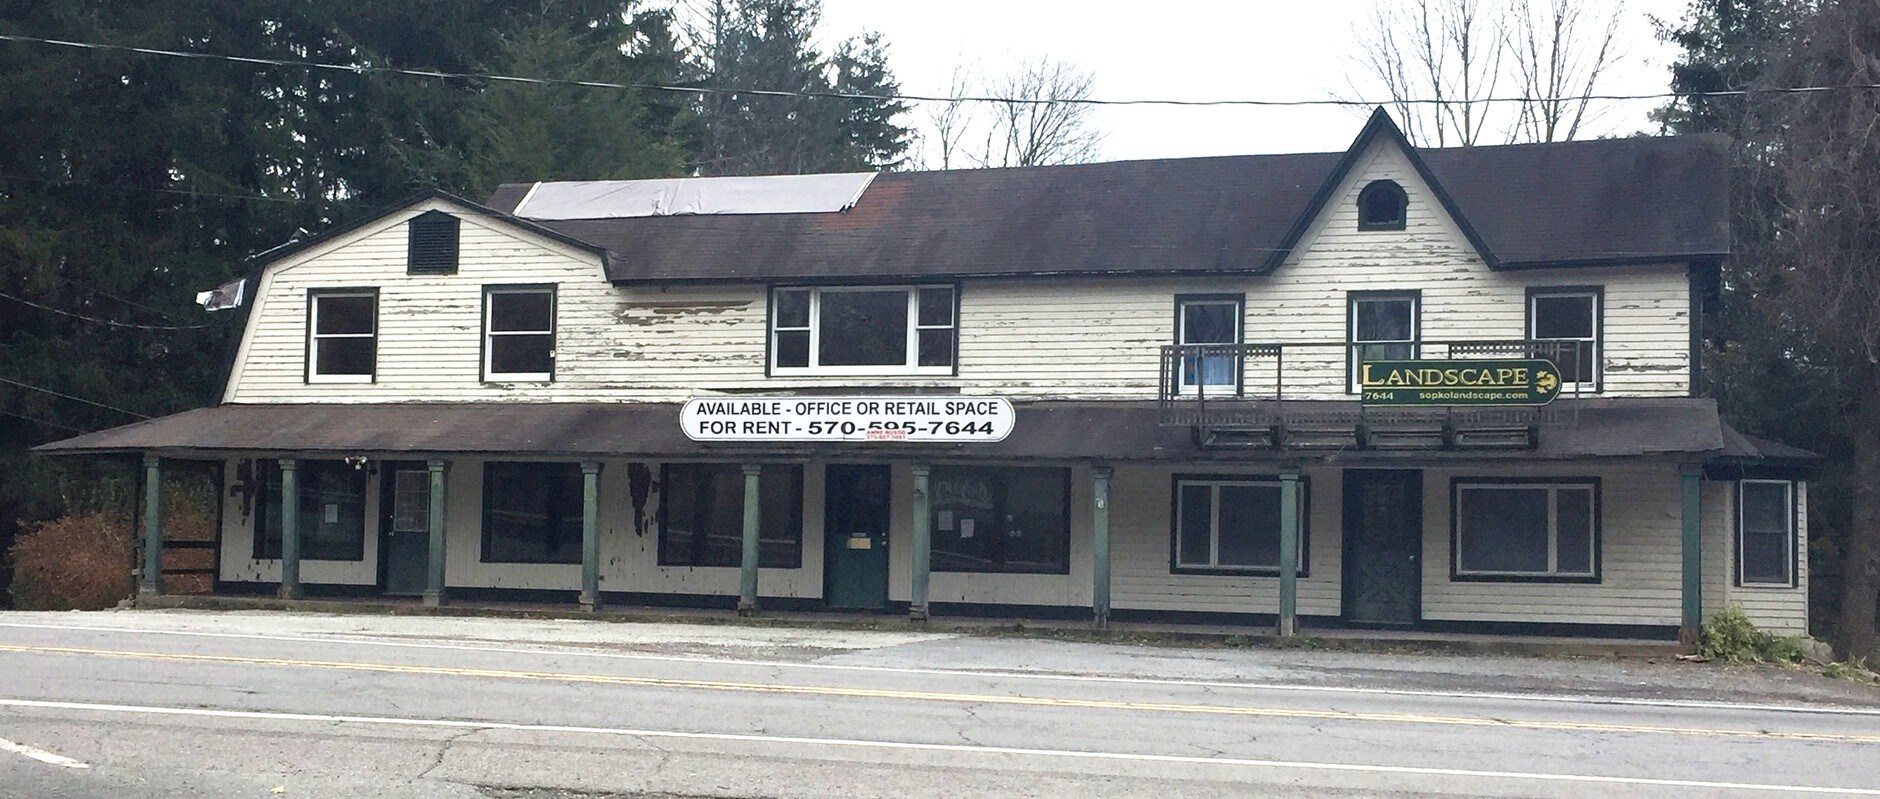 AVAILABLE - OFFICE OR RETAIL SPACE
FOR RENT - 570-595-7644
LANDSCAPE
7644 sopkolandscape.com